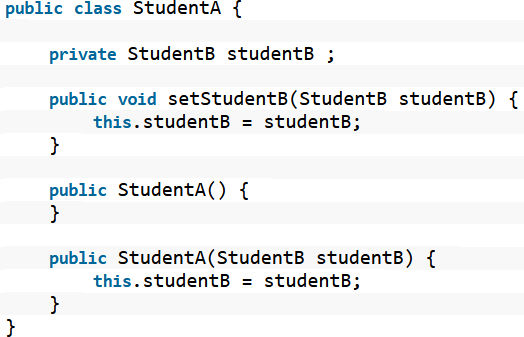 public class StudentA {
private StudentB studentB ;
public void setStudentB(StudentB studentB) {
this.studentB = studentB;
}
public StudentA() {
}
public StudentA(StudentB studentB) {
this.studentB = studentB;
}
}